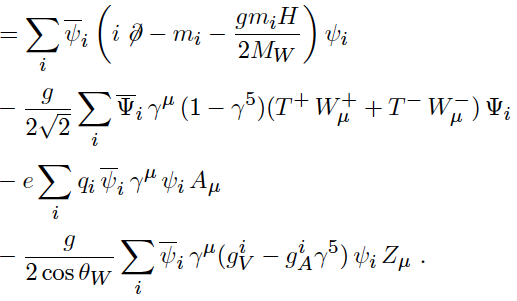 = \sum_i \overline{\psi}_i \left( i \not\partial - m_i - \frac{g m_i H}{2 M_W} \right) \psi_i
- \frac{g}{2\sqrt{2}} \sum_i \overline{\Psi}_i \gamma^\mu (1 - \gamma^5)(T^+ W_\mu^+ + T^- W_\mu^-) \Psi_i
- e \sum_i q_i \overline{\psi}_i \gamma^\mu \psi_i A_\mu
- \frac{g}{2 \cos \theta_W} \sum_i \overline{\psi}_i \gamma^\mu (g_V^i - g_A^i \gamma^5) \psi_i Z_\mu .